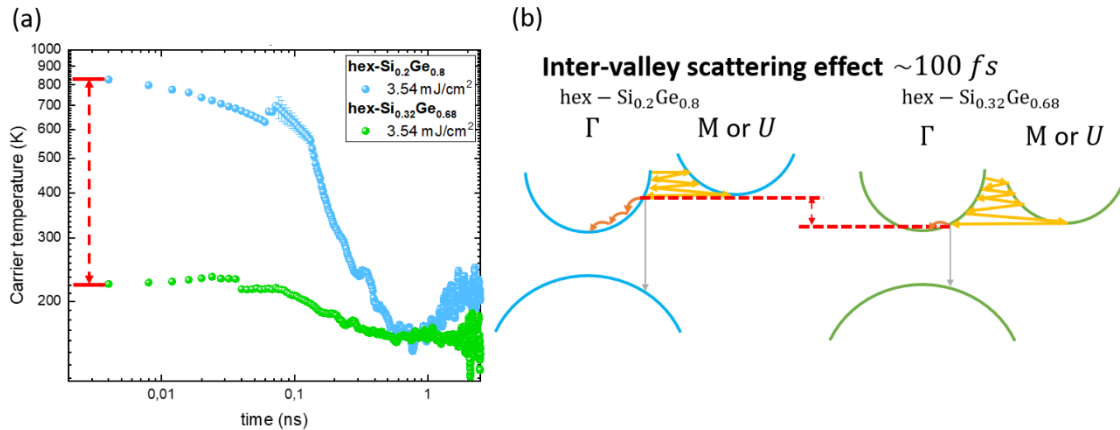 (a)
1000
900
800
700
600
500
400
300
200
Carrier temperature (K)
0,01
0,1
1
time (ns)
hex-Si0.2Ge0.8
3.54 mJ/cm²
hex-Si0.32Ge0.68
3.54 mJ/cm²
(b)
Inter-valley scattering effect ~100 fs
hex − Si0.2Ge0.8
Γ
M or U
hex − Si0.32Ge0.68
Γ
M or U